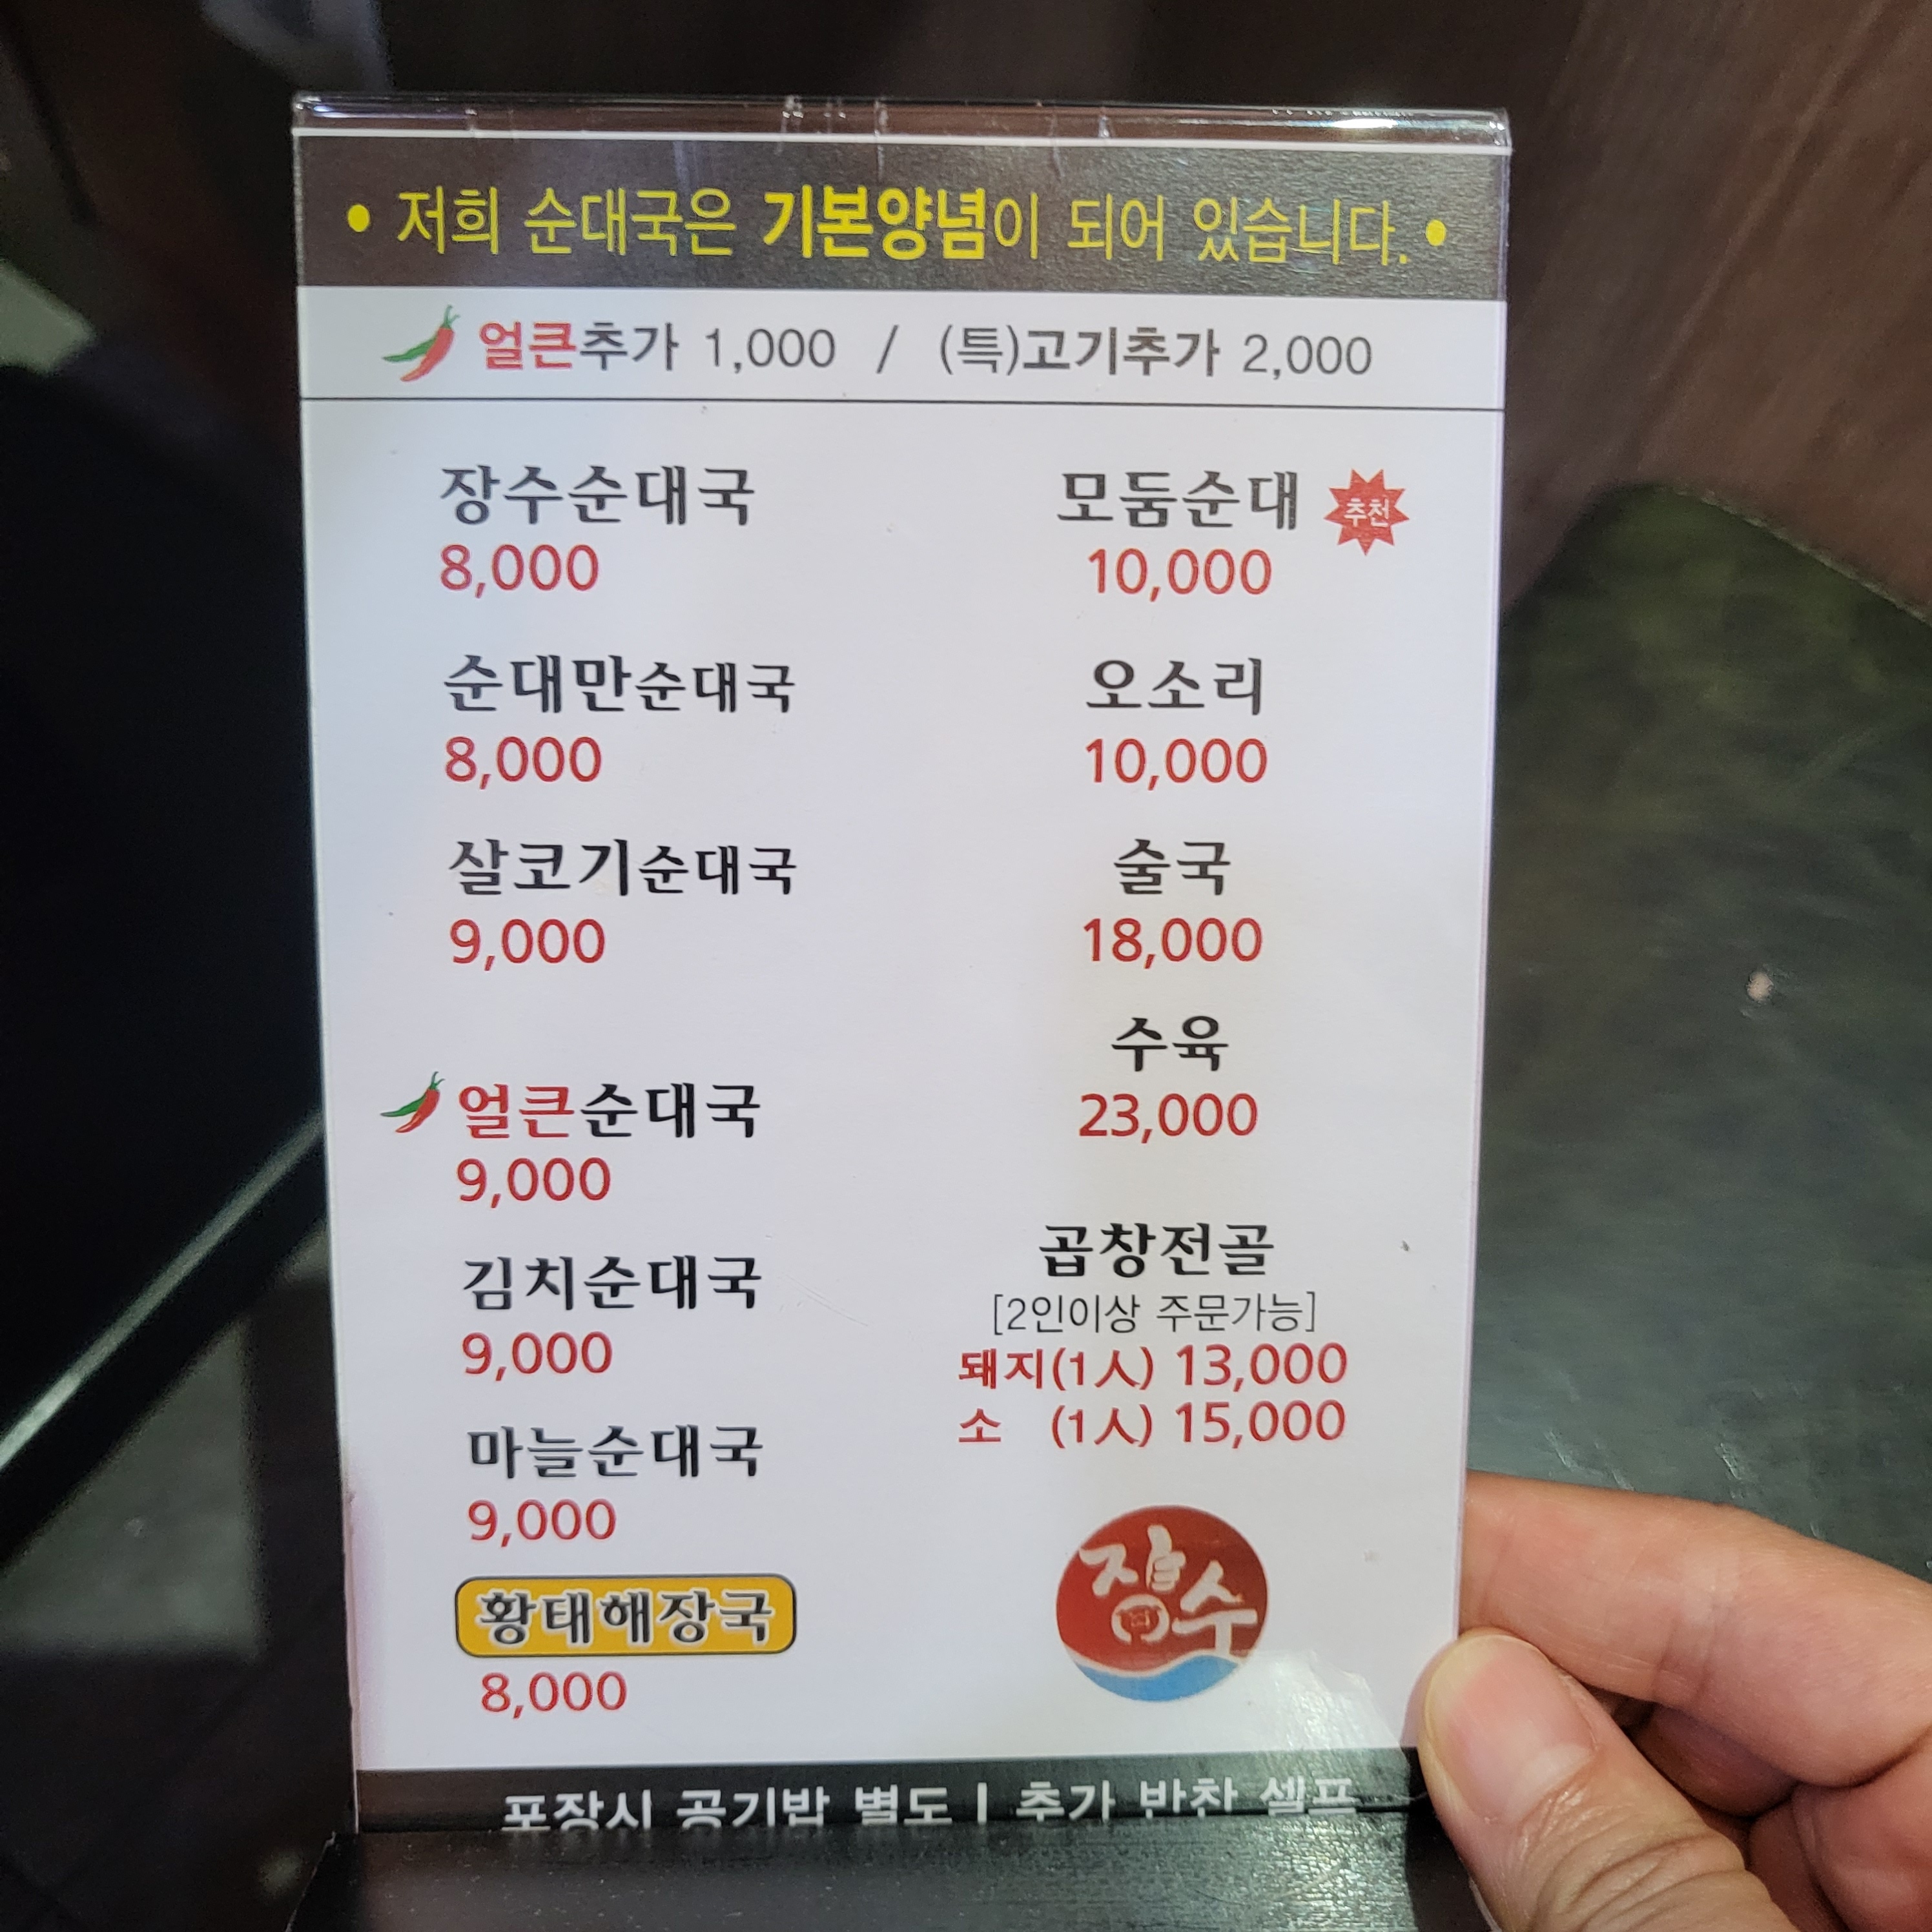 • 저희 순대국은 기본양념이 되어 있습니다. •
얼큰추가 1,000 / (특)고기추가 2,000
장수순대국
8,000
순대만순대국
8,000
살코기순대국
9,000
얼큰순대국
9,000
김치순대국
9,000
마늘순대국
9,000
황태해장국
8,000
모둠순대 추천
10,000
오소리
10,000
술국
18,000
수육
23,000
곱창전골
[2인이상 주문가능]
돼지(1人) 13,000
소 (1人) 15,000
장수
포장시 공기밥 별도 | 추가 반찬 셀프